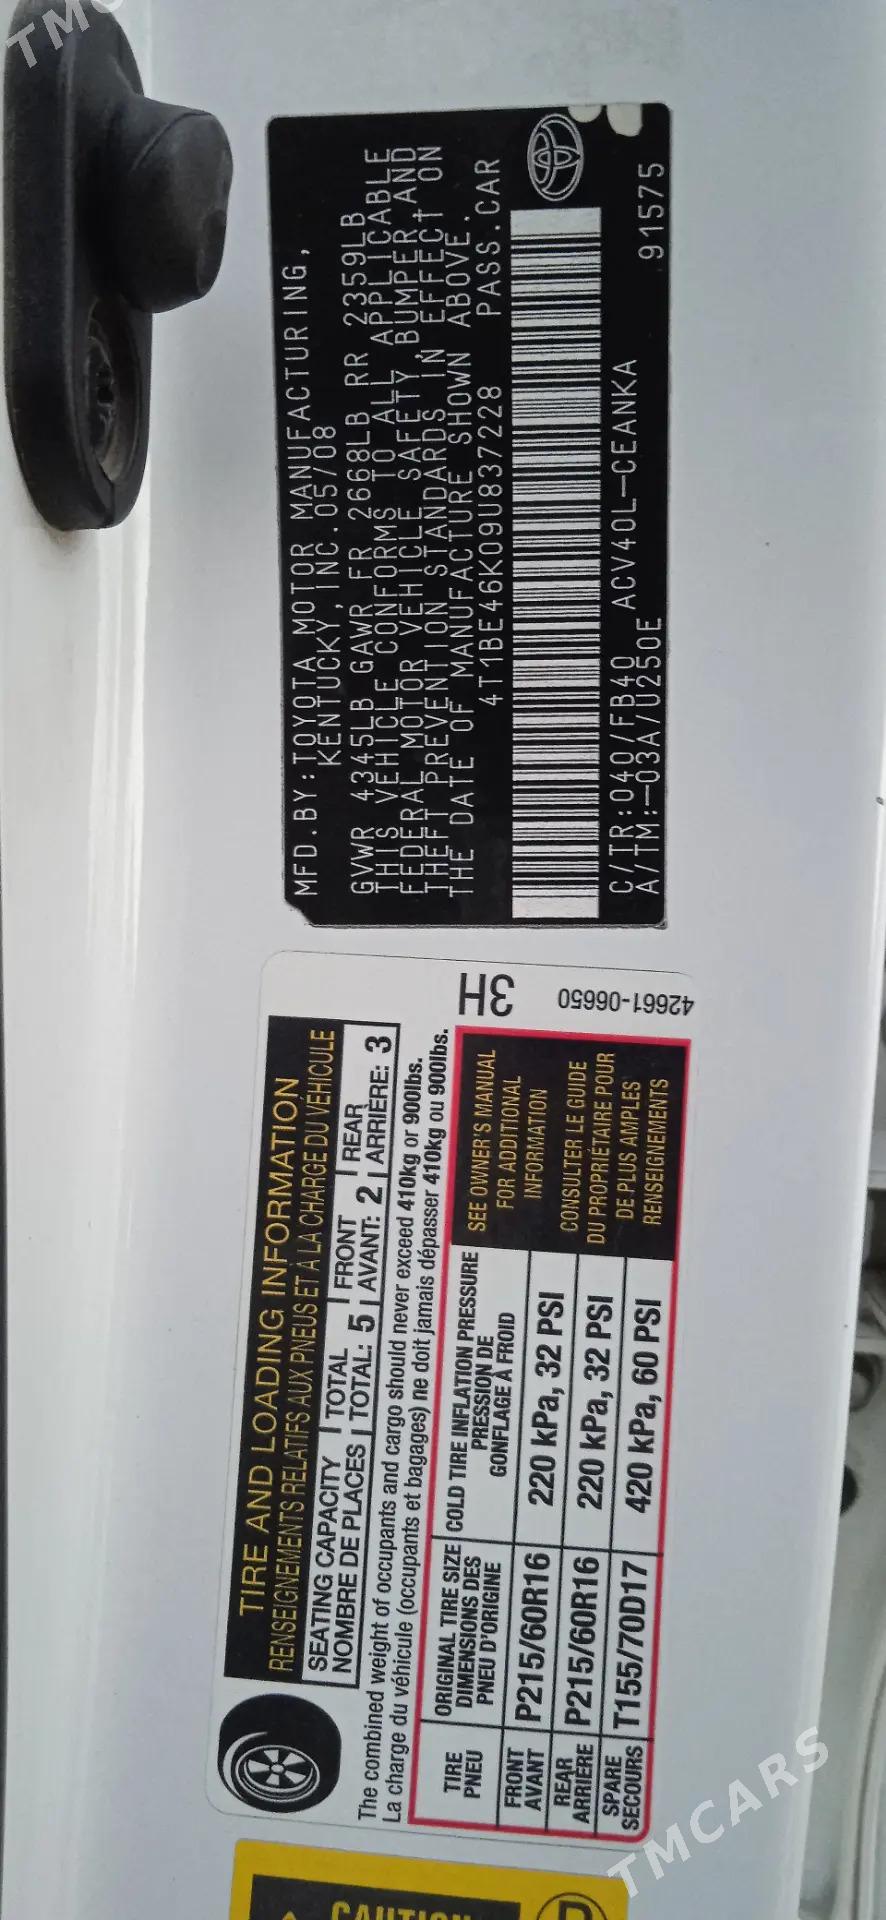 TMC
MFD.BY:TOYOTA MOTOR MANUFACTURING,
KENTUCKY, INC.05/08
GVWR 4345LB GAWR FR 2668LB RR 2359LB
THIS VEHICLE CONFORMS TO ALL APPLICABLE
FEDERAL MOTOR VEHICLE SAFETY, BUMPER, AND
THEFT PREVENTION STANDARDS IN EFFECT ON
THE DATE OF MANUFACTURE SHOWN ABOVE.
4T1BE46K09U837228 PASS.CAR
C/TR:040/FB40 ACV40L-CEANKA
A/TM:-03A/U250E 91575
TIRE AND LOADING INFORMATION
RENSEIGNEMENTS RELATIFS AUX PNEUS ET À LA CHARGE DU VÉHICULE
SEATING CAPACITY | TOTAL | FRONT | REAR
NOMBRE DE PLACES | TOTAL: 5 | AVANT: 2 | ARRIÈRE: 3
The combined weight of occupants and cargo should never exceed 410kg or 900lbs.
La charge du véhicule (occupants et bagages) ne doit jamais dépasser 410kg ou 900lbs.
3H
42661-06650
TIRE
PNEU
ORIGINAL TIRE SIZE
DIMENSIONS DES
PNEU D'ORIGINE
COLD TIRE INFLATION PRESSURE
PRESSION DE
GONFLAGE À FROID
FRONT
AVANT
P215/60R16
220 kPa, 32 PSI
REAR
ARRIÈRE
P215/60R16
220 kPa, 32 PSI
SPARE
SECOURS
T155/70D17
420 kPa, 60 PSI
SEE OWNER'S MANUAL
FOR ADDITIONAL
INFORMATION
CONSULTER LE GUIDE
DU PROPRIÉTAIRE POUR
DE PLUS AMPLES
RENSEIGNEMENTS
CAUTION
TMCARS